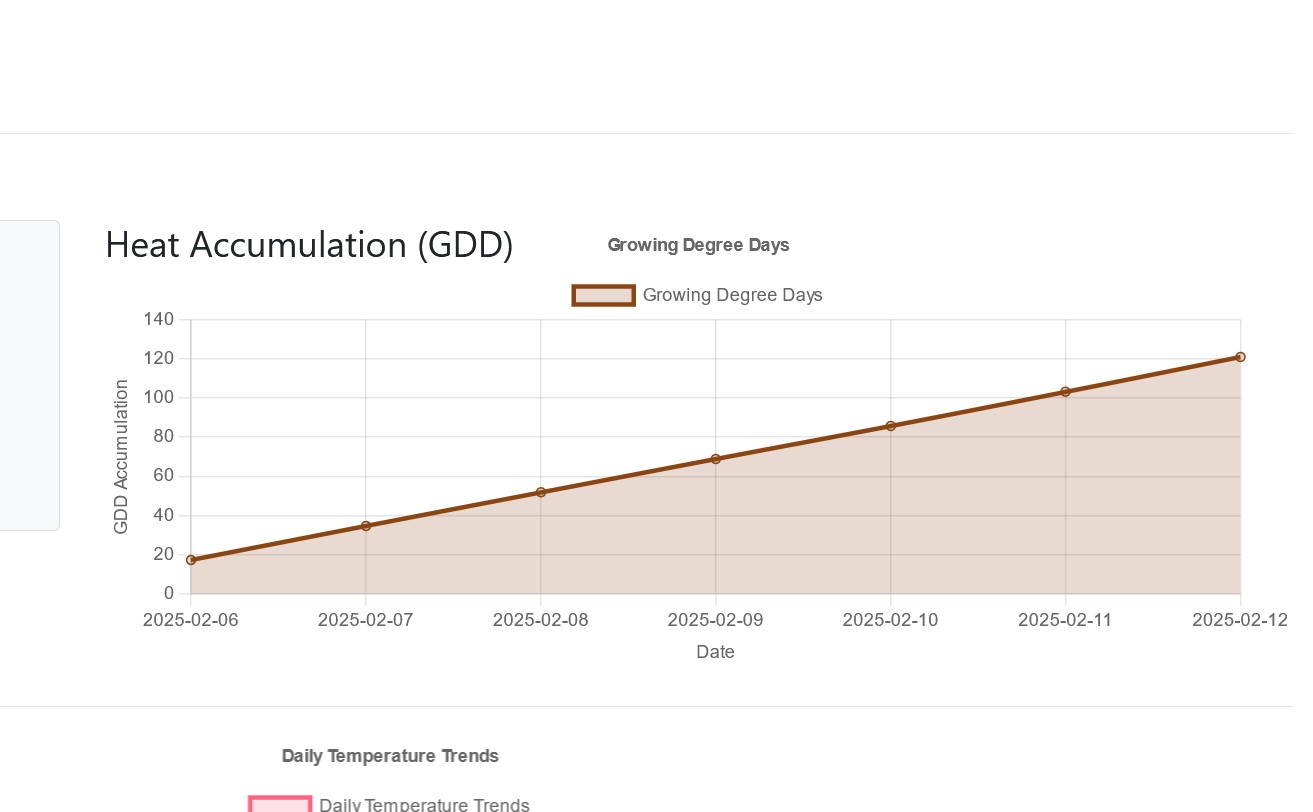 Heat Accumulation (GDD)
Growing Degree Days
Growing Degree Days
140
120
100
80
60
40
20
0
GDD Accumulation
2025-02-06 2025-02-07 2025-02-08 2025-02-09 2025-02-10 2025-02-11 2025-02-12
Date
Daily Temperature Trends
Daily Temperature Trends